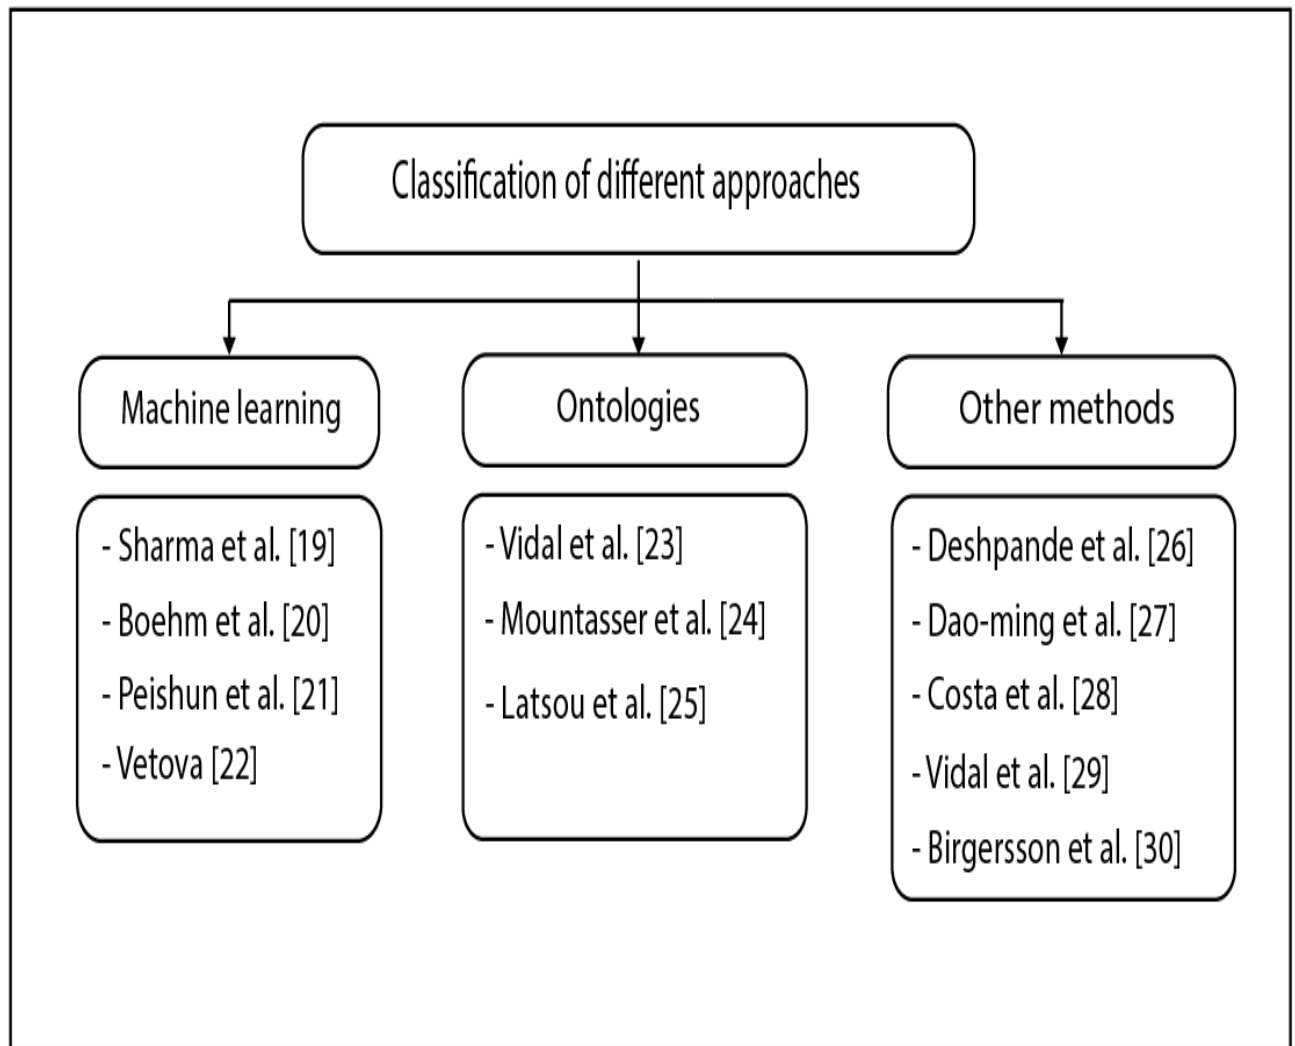 Classification of different approaches
Machine learning
- Sharma et al. [19]
- Boehm et al. [20]
- Peishun et al. [21]
- Vetova [22]
Ontologies
- Vidal et al. [23]
- Mountasser et al. [24]
- Latsou et al. [25]
Other methods
- Deshpande et al. [26]
- Dao-ming et al. [27]
- Costa et al. [28]
- Vidal et al. [29]
- Birgersson et al. [30]